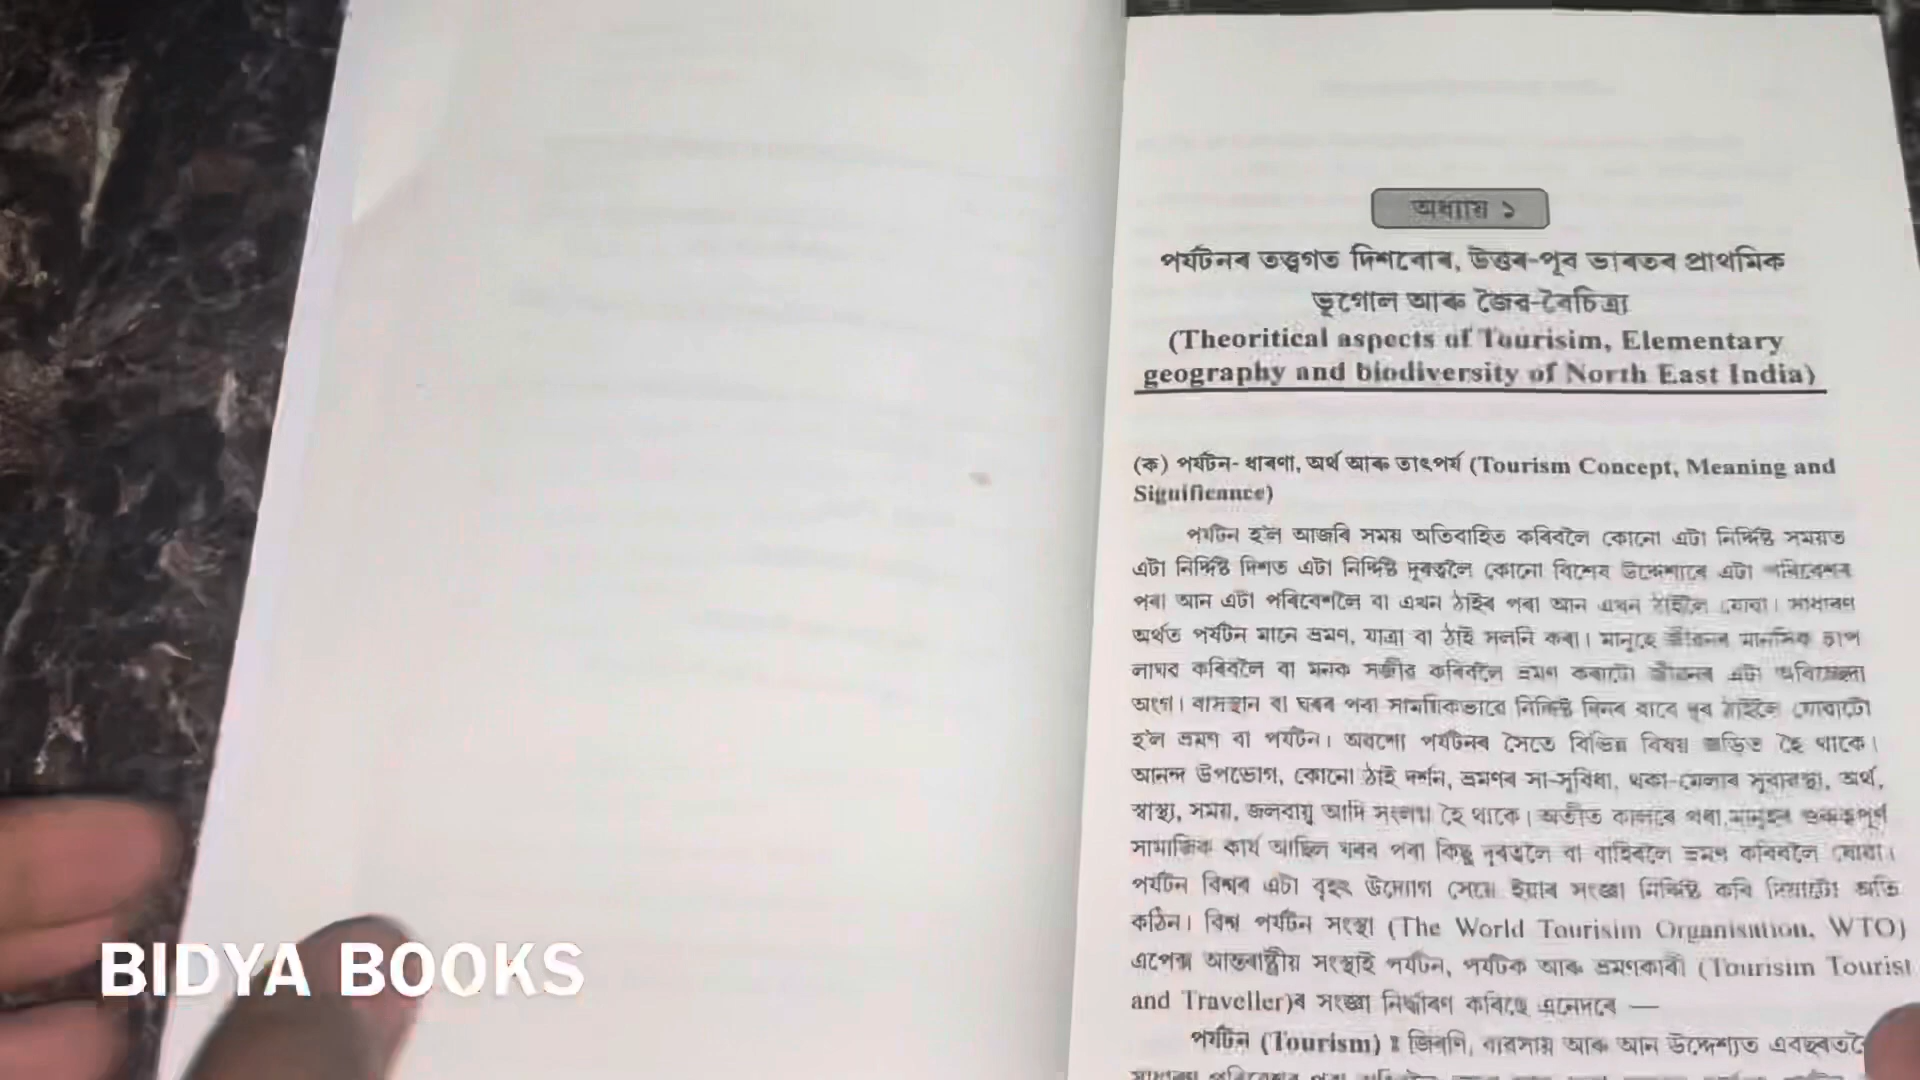 অধ্যায় ১
পৰ্যটনৰ তত্ত্বগত দিশবোৰ, উত্তৰ-পূব ভাৰতৰ প্ৰাথমিক
ভূগোল আৰু জৈৱ-বৈচিত্ৰ্য
(Theoritical aspects of Tourisim, Elementary
geography and biodiversity of North East India)
(ক) পৰ্যটন- ধাৰণা, অৰ্থ আৰু তাৎপৰ্য (Tourism Concept, Meaning and
Significance)
পৰ্যটন হ'ল আজৰি সময় অতিবাহিত কৰিবলৈ কোনো এটা নিৰ্দিষ্ট সময়ত
এটা নিৰ্দিষ্ট দিশত এটা নিৰ্দিষ্ট দূৰত্বলৈ কোনো বিশেষ উদ্দেশ্যৰে এটা পৰিবেশৰ
পৰা আন এটা পৰিবেশলৈ বা এখন ঠাইৰ পৰা আন এখন ঠাইলৈ যোৱা। সাধাৰণ
অৰ্থত পৰ্যটন মানে ভ্ৰমণ, যাত্ৰা বা ঠাই সলনি কৰা। মানুহে জীৱনৰ মানসিক চাপ
লাঘৱ কৰিবলৈ বা মনক সজীৱ কৰিবলৈ ভ্ৰমণ কৰাটো জীৱনৰ এটা অবিচ্ছেদ্য
অংগ। বাসস্থান বা ঘৰৰ পৰা সাময়িকভাৱে নিৰ্দিষ্ট দিনৰ বাবে দূৰ ঠাইলৈ যোৱাটো
হ'ল ভ্ৰমণ বা পৰ্যটন। অৱশ্যে পৰ্যটনৰ সৈতে বিভিন্ন বিষয় জড়িত হৈ থাকে।
আনন্দ উপভোগ, কোনো ঠাই দৰ্শন, ভ্ৰমণৰ সা-সুবিধা, থকা-মেলাৰ সুব্যৱস্থা, অৰ্থ,
স্বাস্থ্য, সময়, জলবায়ু আদি সংলগ্ন হৈ থাকে। অতীত কালৰে পৰা মানুহৰ গুৰুত্বপূৰ্ণ
সামাজিক কাৰ্য আছিল ঘৰৰ পৰা কিছু দূৰত্বলৈ বা বাহিৰলৈ ভ্ৰমণ কৰিবলৈ যোৱা।
পৰ্যটন বিশ্বৰ এটা বৃহৎ উদ্যোগ সেয়ে ইয়াৰ সংজ্ঞা নিৰ্দিষ্ট কৰি দিয়াটো অতি
কঠিন। বিশ্ব পৰ্যটন সংস্থা (The World Tourisim Organisation, WTO)
এপেক্স আন্তৰাষ্ট্ৰীয় সংস্থাই পৰ্যটন, পৰ্যটক আৰু ভ্ৰমণকাৰী (Tourisim Tourist
and Traveller)ৰ সংজ্ঞা নিৰ্দ্ধাৰণ কৰিছে এনেদৰে —
পৰ্যটন (Tourism) ঃ জিৰণি, ব্যৱসায় আৰু আন উদ্দেশ্যত এবছৰতকৈ
BIDYA BOOKS